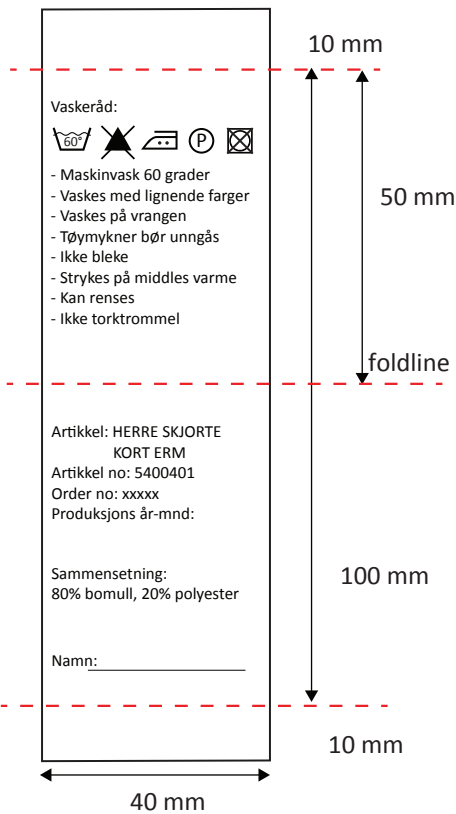 10 mm
Vaskeråd:
60°
P
- Maskinvask 60 grader
- Vaskes med lignende farger
- Vaskes på vrangen
- Tøymykner bør unngås
- Ikke bleke
- Strykes på middles varme
- Kan renses
- Ikke torktrommel
50 mm
foldline
Artikkel: HERRE SKJORTE
KORT ERM
Artikkel no: 5400401
Order no: xxxxx
Produksjons år-mnd:
Sammensetning:
80% bomull, 20% polyester
100 mm
Namn:
10 mm
40 mm